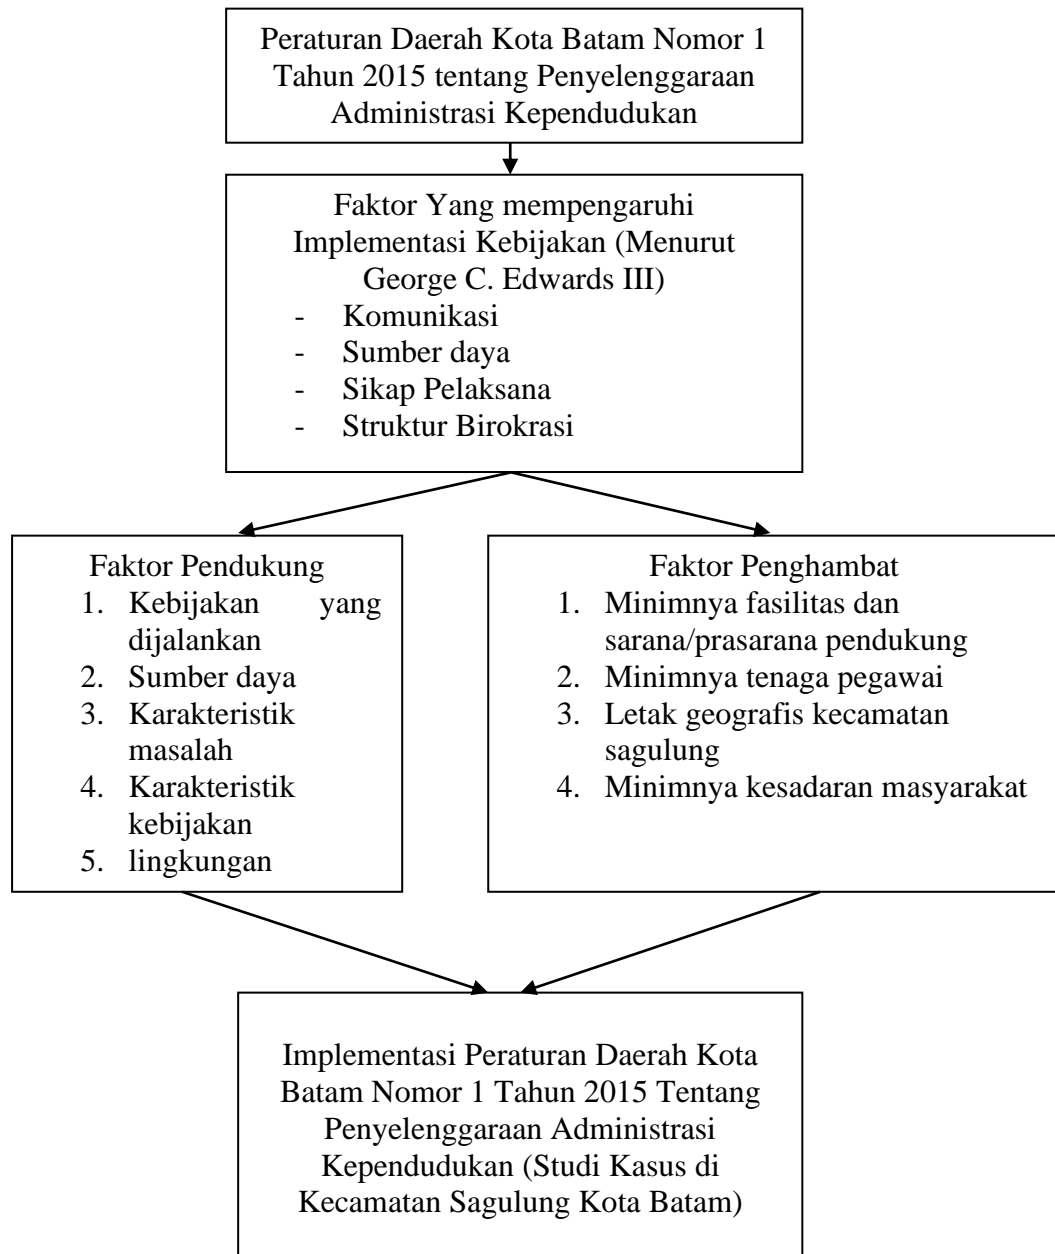 Peraturan Daerah Kota Batam Nomor 1
Tahun 2015 tentang Penyelenggaraan
Administrasi Kependudukan
Faktor Yang mempengaruhi
Implementasi Kebijakan (Menurut
George C. Edwards III)
- Komunikasi
- Sumber daya
- Sikap Pelaksana
- Struktur Birokrasi
Faktor Pendukung
1. Kebijakan yang
dijalankan
2. Sumber daya
3. Karakteristik
masalah
4. Karakteristik
kebijakan
5. lingkungan
Faktor Penghambat
1. Minimnya fasilitas dan
sarana/prasarana pendukung
2. Minimnya tenaga pegawai
3. Letak geografis kecamatan
sagulung
4. Minimnya kesadaran masyarakat
Implementasi Peraturan Daerah Kota
Batam Nomor 1 Tahun 2015 Tentang
Penyelenggaraan Administrasi
Kependudukan (Studi Kasus di
Kecamatan Sagulung Kota Batam)